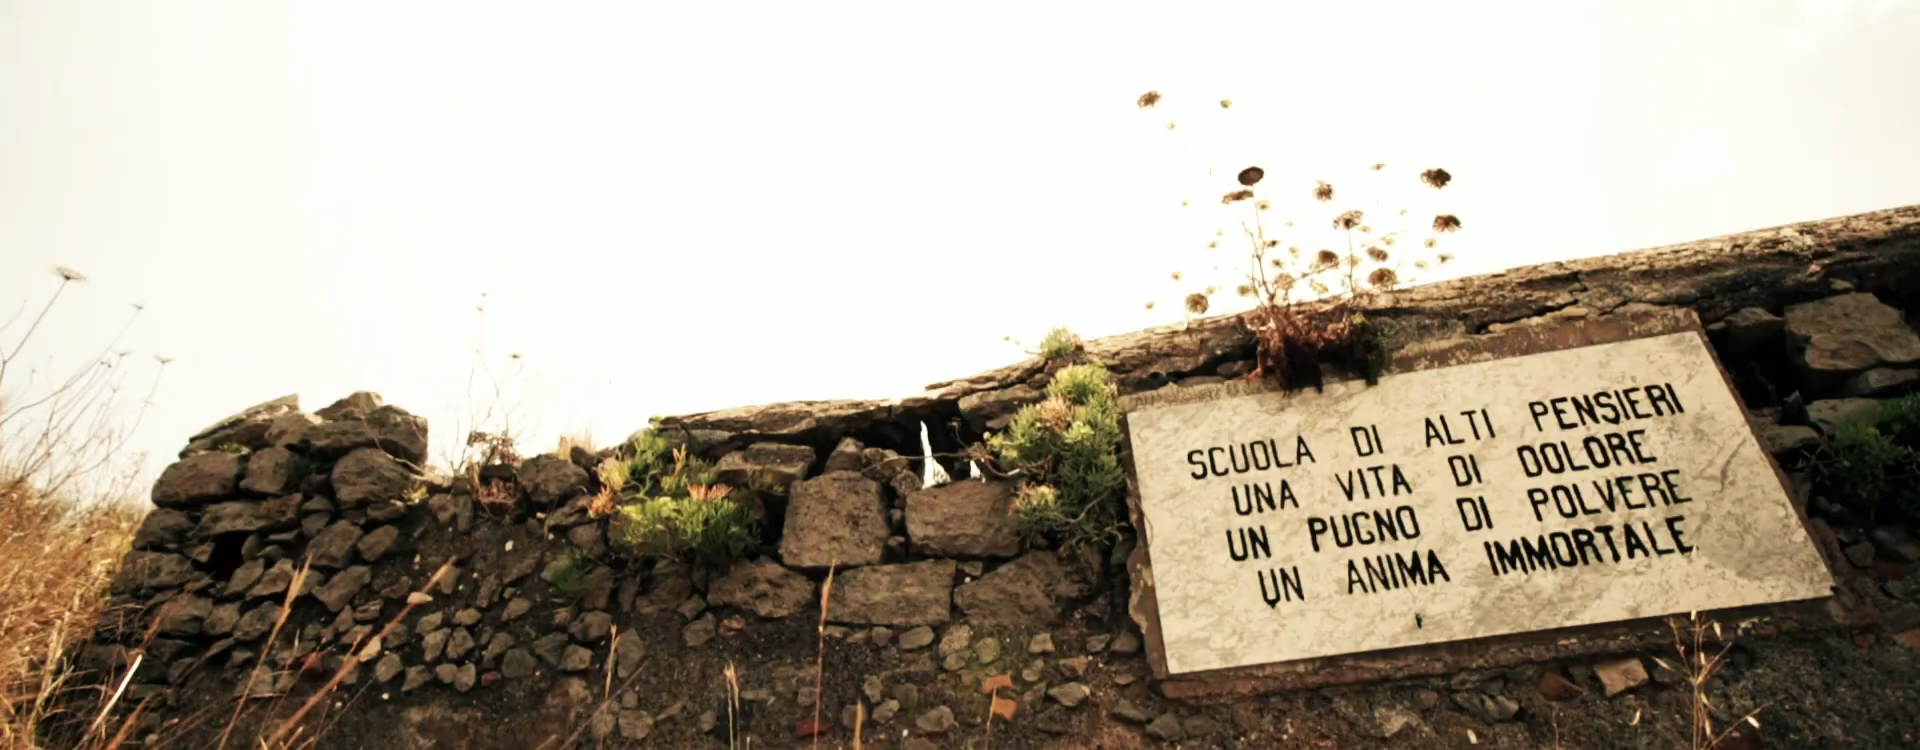 SCUOLA DI ALTI PENSIERI
UNA VITA DI DOLORE
UN PUGNO DI POLVERE
UN ANIMA IMMORTALE